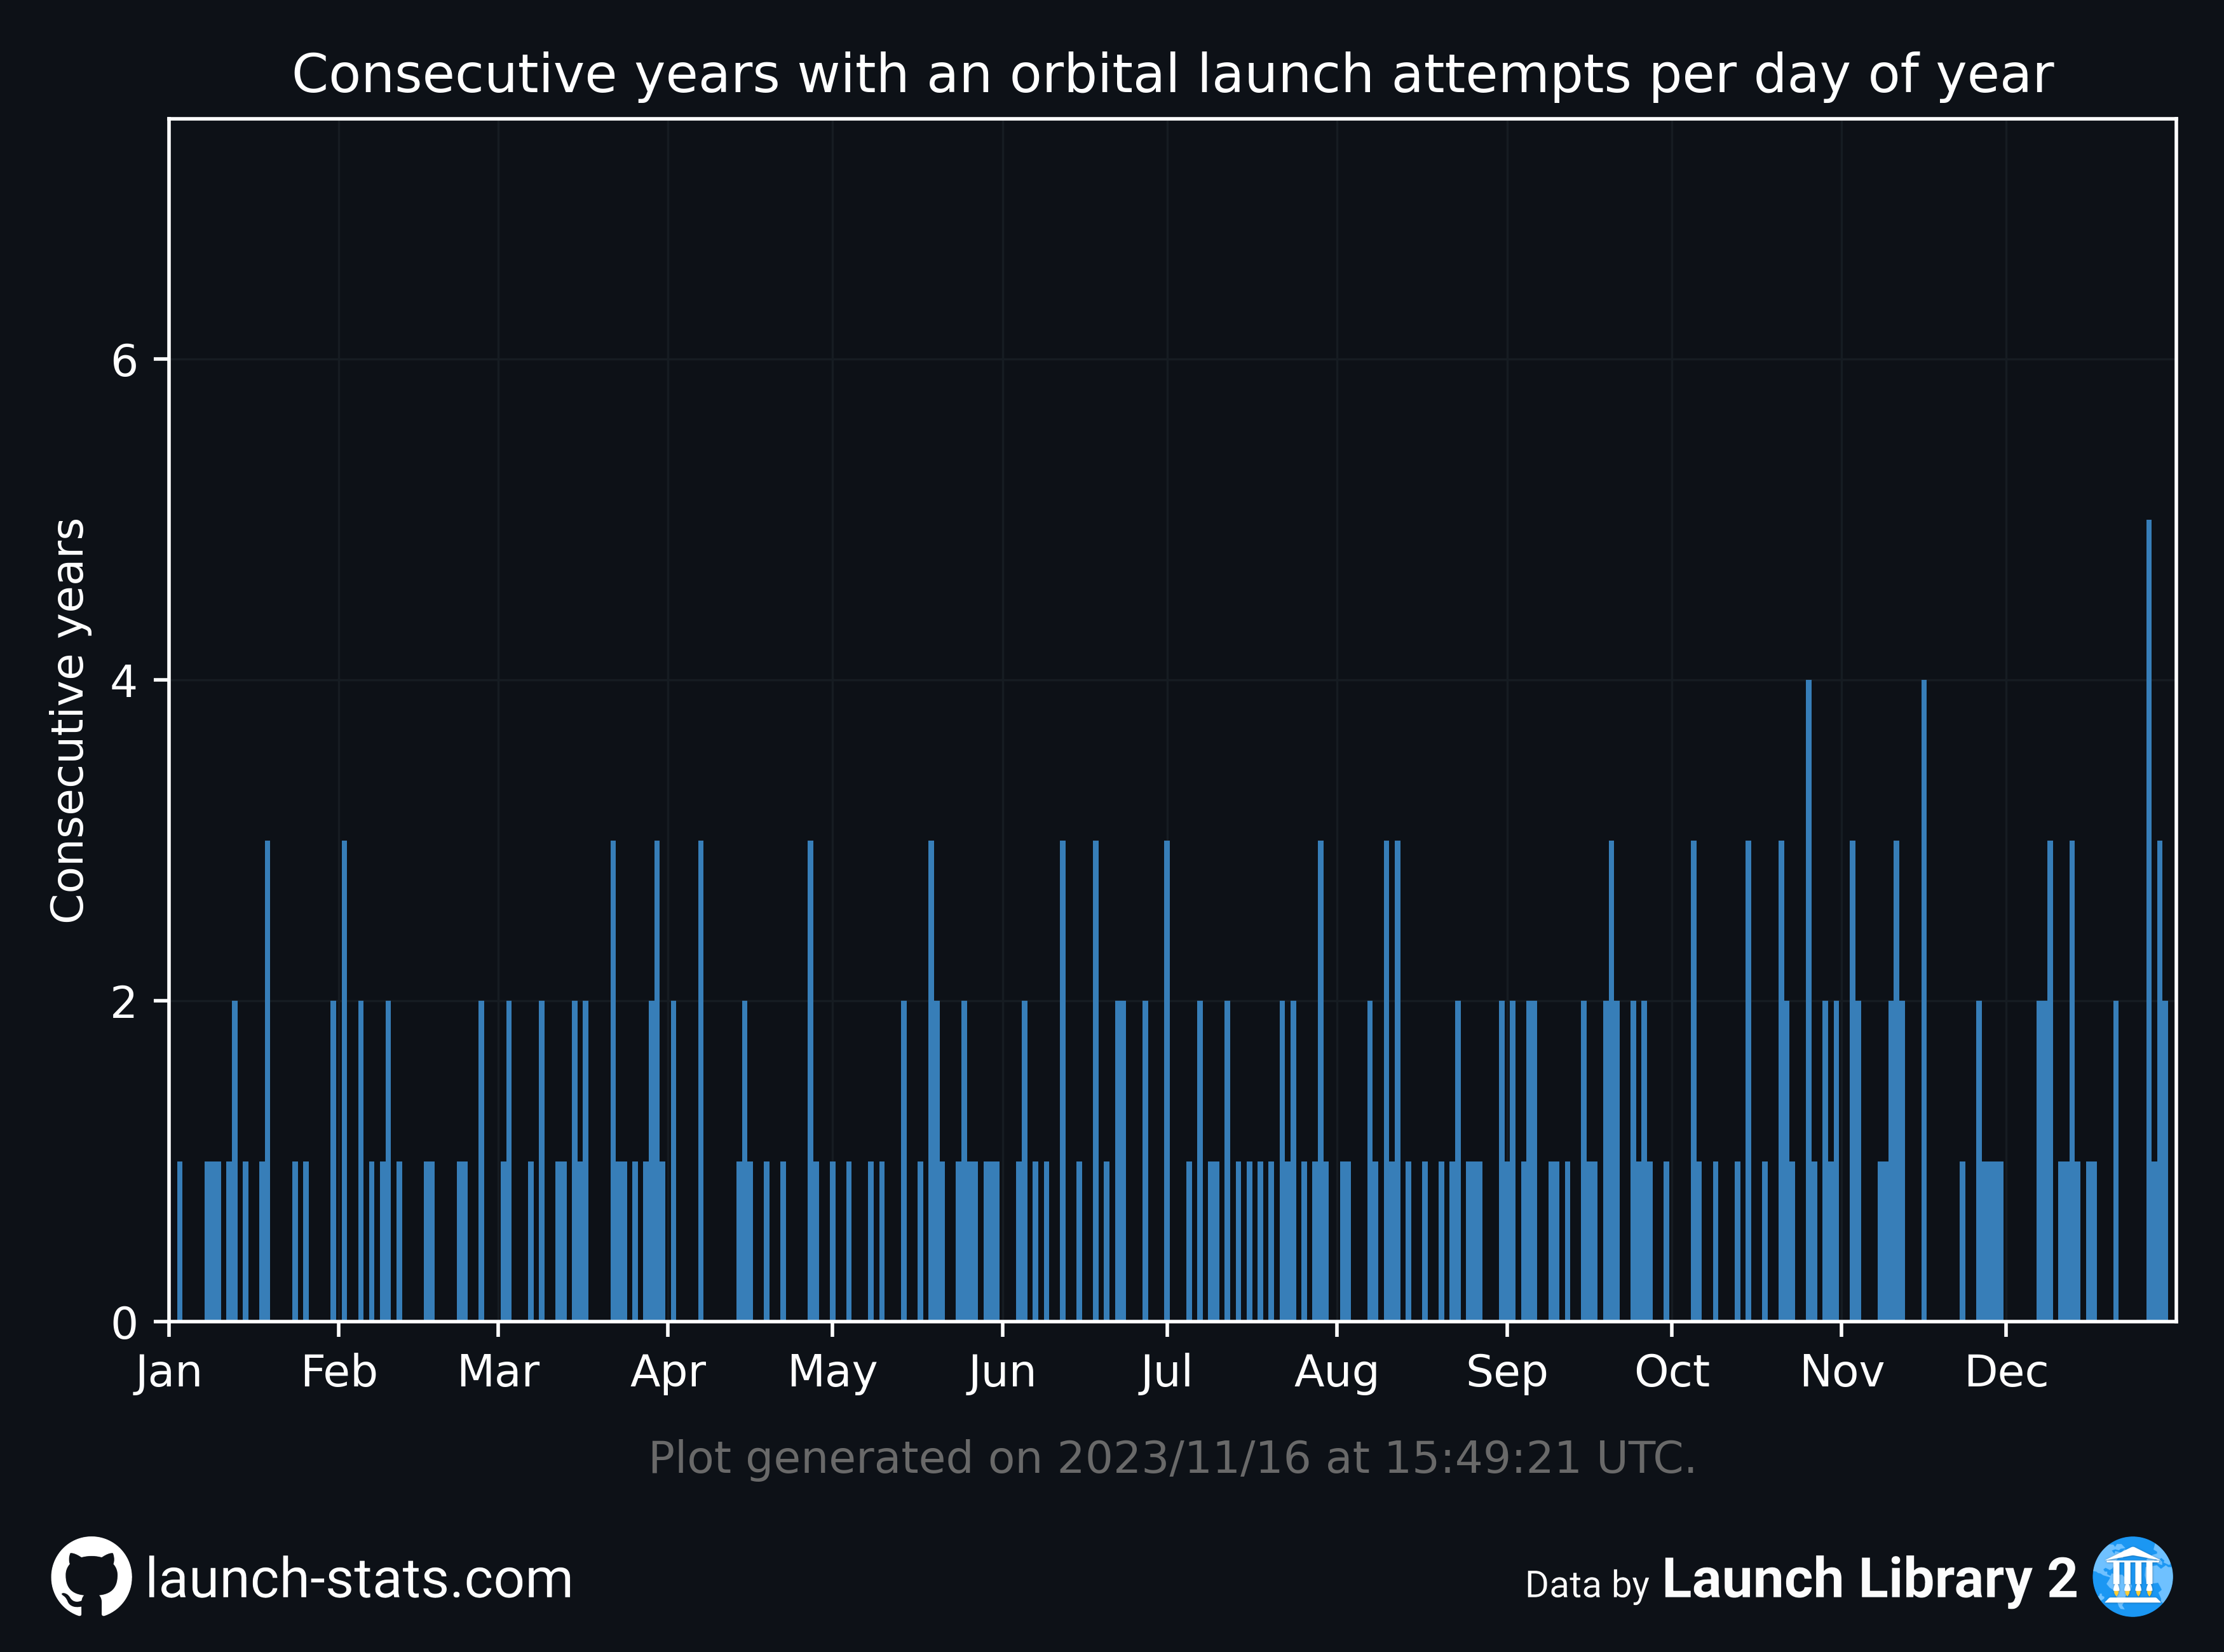 Consecutive years with an orbital launch attempts per day of year
Consecutive years
6
4
2
0
Jan Feb Mar Apr May Jun Jul Aug Sep Oct Nov Dec
Plot generated on 2023/11/16 at 15:49:21 UTC.
launch-stats.com
Data by Launch Library 2